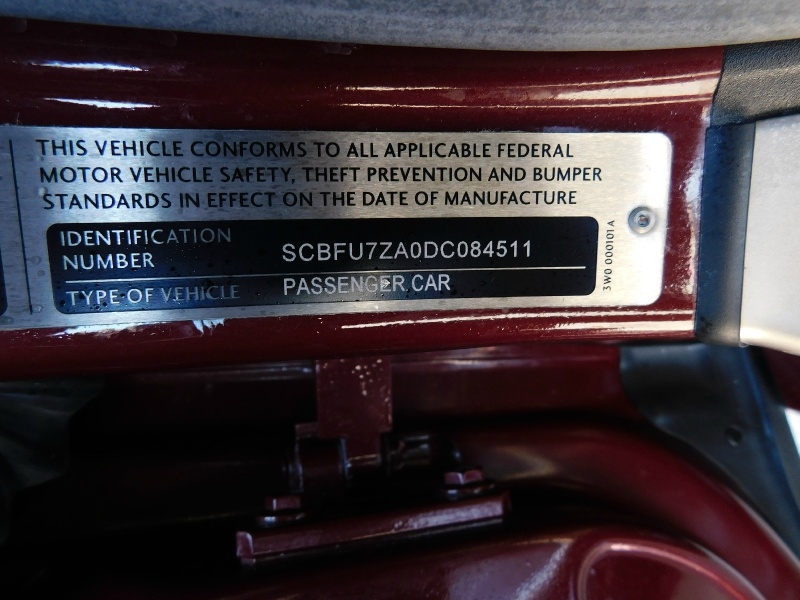 THIS VEHICLE CONFORMS TO ALL APPLICABLE FEDERAL
MOTOR VEHICLE SAFETY, THEFT PREVENTION AND BUMPER
STANDARDS IN EFFECT ON THE DATE OF MANUFACTURE
IDENTIFICATION
NUMBER
SCBFU7ZA0DC084511
TYPE OF VEHICLE
PASSENGER CAR
3W0 000101A